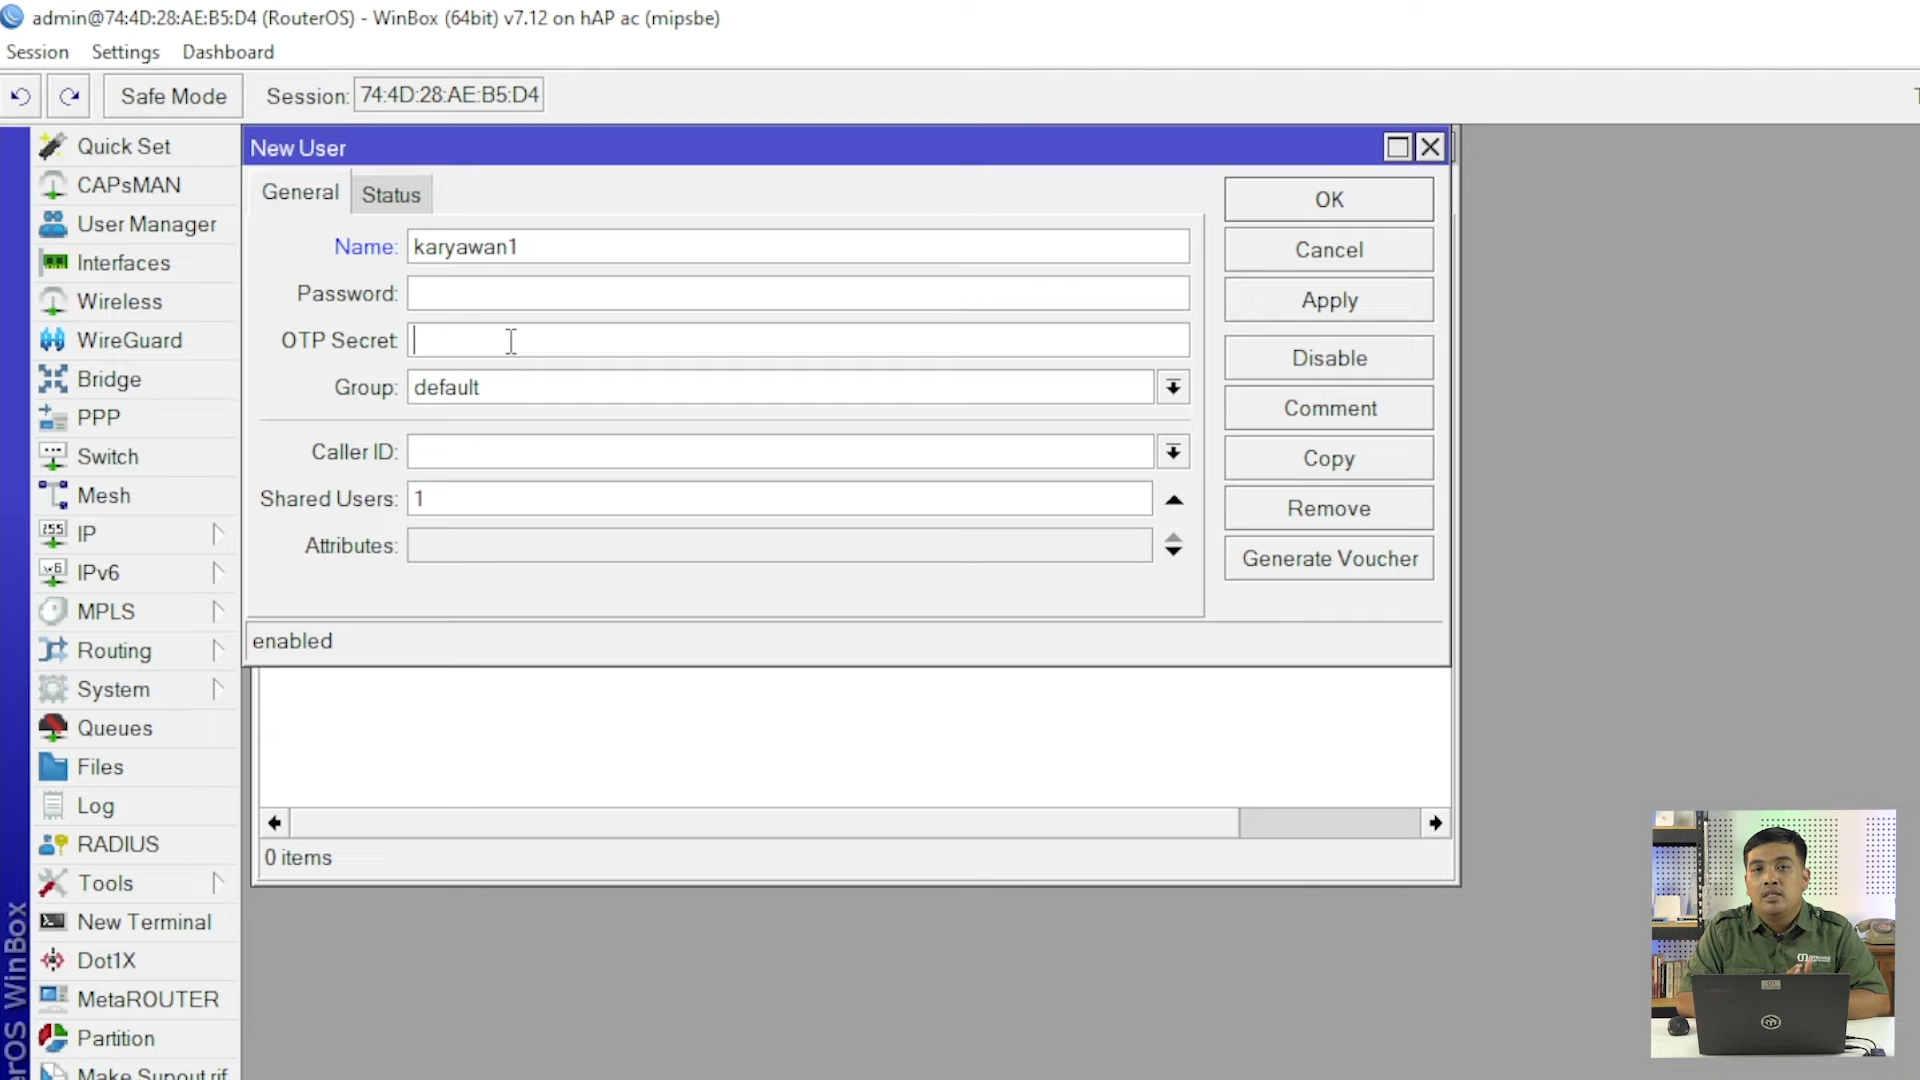 admin@74:4D:28:AE:B5:D4 (RouterOS) - WinBox (64bit) v7.12 on hAP ac (mipsbe)
Session Settings Dashboard
Safe Mode Session: 74:4D:28:AE:B5:D4
Quick Set
CAPsMAN
User Manager
Interfaces
Wireless
WireGuard
Bridge
PPP
Switch
Mesh
IP
IPv6
MPLS
Routing
System
Queues
Files
Log
RADIUS
Tools
New Terminal
Dot1X
MetaROUTER
Partition
Make Supout.rif
WinBox
New User
General Status
Name: karyawan1
Password:
OTP Secret:
Group: default
Caller ID:
Shared Users: 1
Attributes:
enabled
OK
Cancel
Apply
Disable
Comment
Copy
Remove
Generate Voucher
0 items